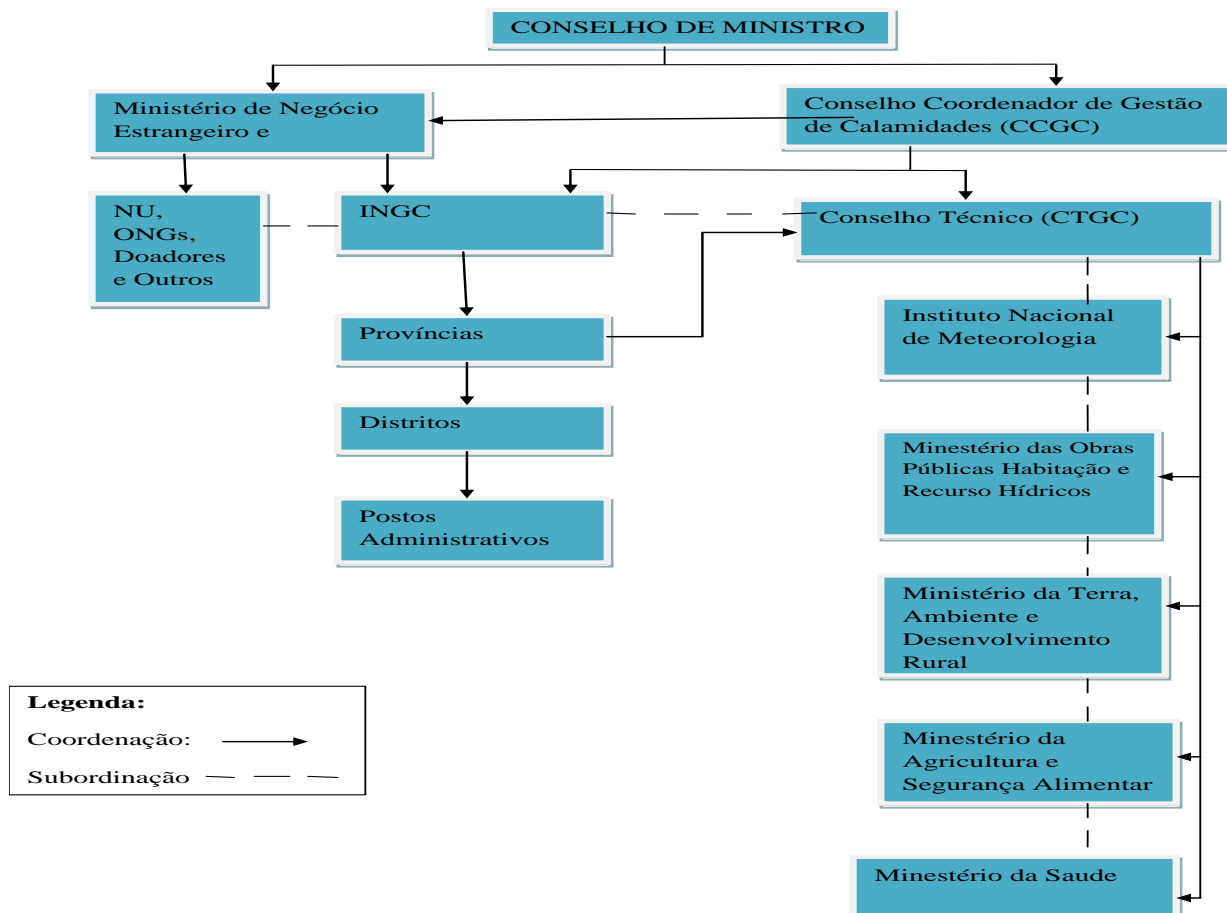 CONSELHO DE MINISTRO
Ministério de Negócio
Estrangeiro e
Conselho Coordenador de Gestão
de Calamidades (CCGC)
NU,
ONGs,
Doadores
e Outros
INGC
Conselho Técnico (CTGC)
Províncias
Instituto Nacional
de Meteorologia
Distritos
Minestério das Obras
Públicas Habitação e
Recurso Hídricos
Postos
Administrativos
Ministério da Terra,
Ambiente e
Desenvolvimento
Rural
Legenda:
Coordenação:
Subordinação
Minestério da
Agricultura e
Segurança Alimentar
Minestério da Saude